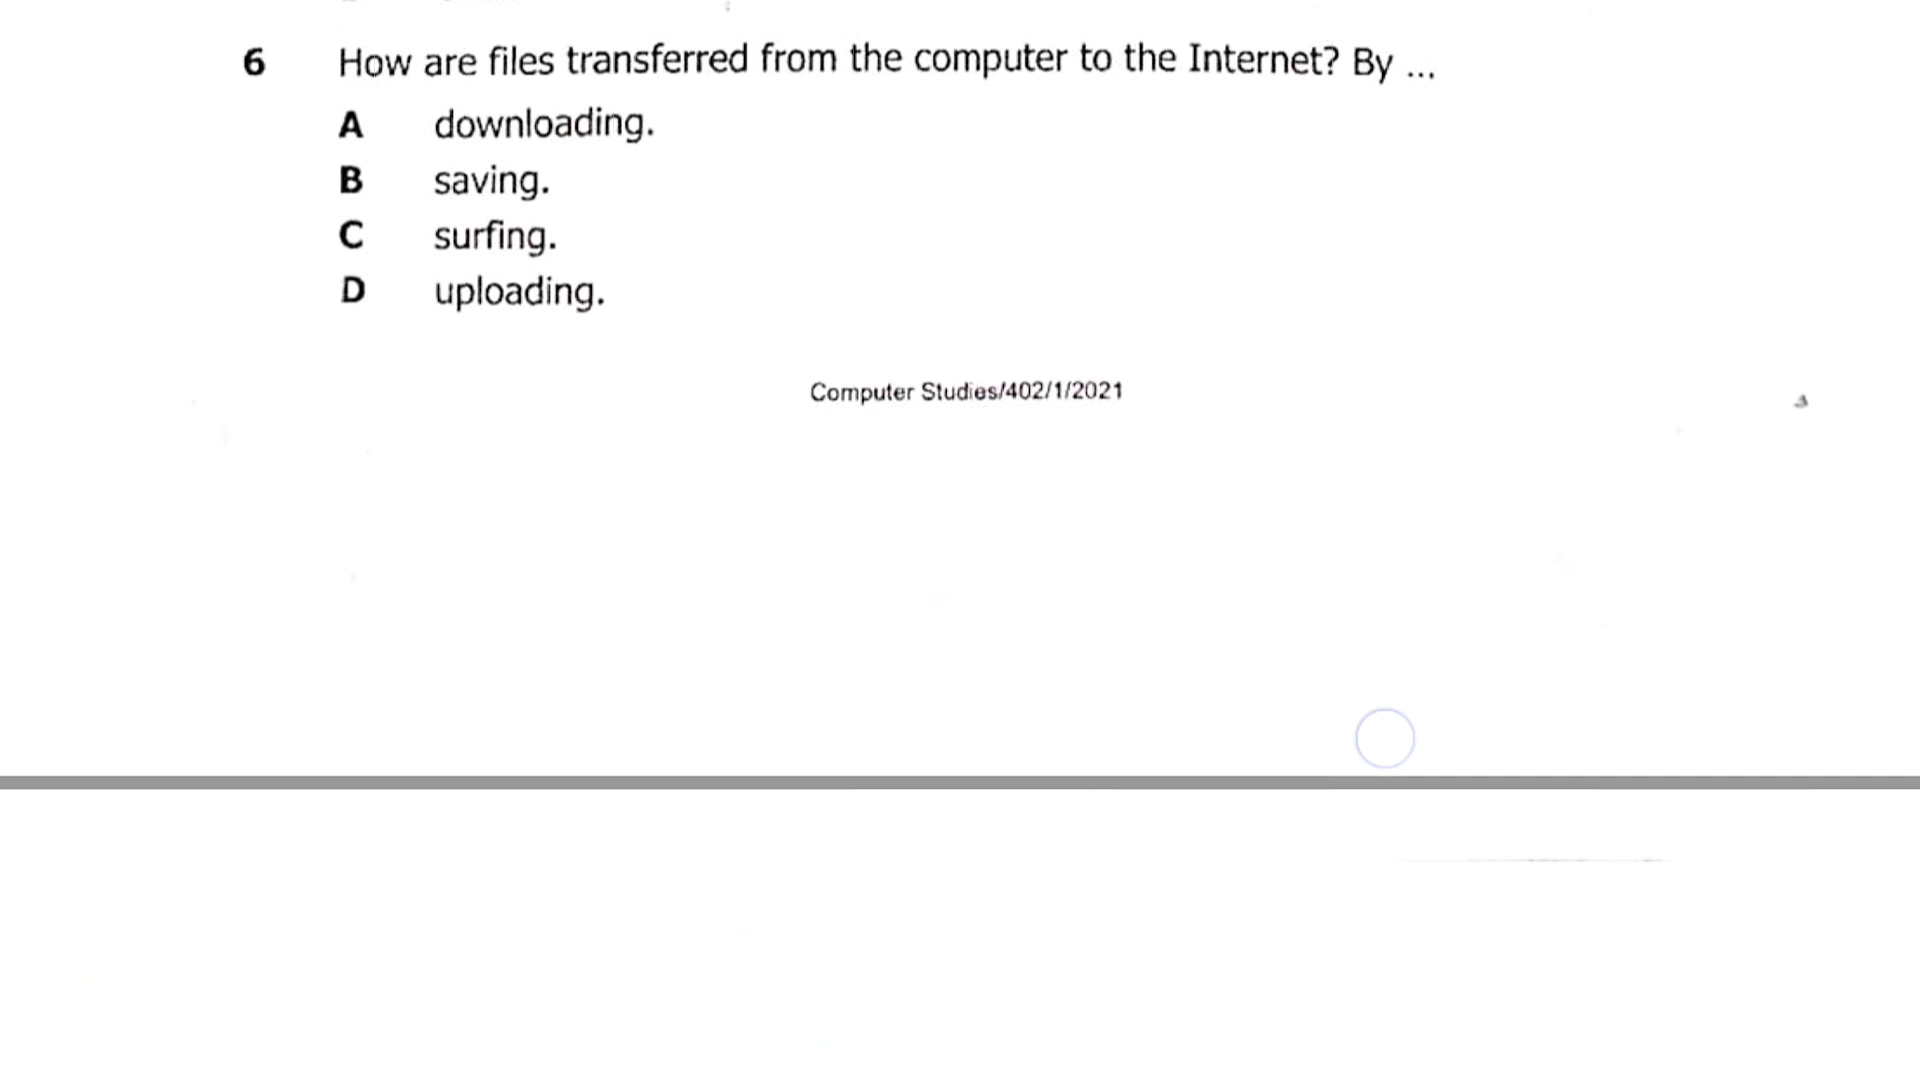 6 How are files transferred from the computer to the Internet? By ...
A downloading.
B saving.
C surfing.
D uploading.
Computer Studies/402/1/2021